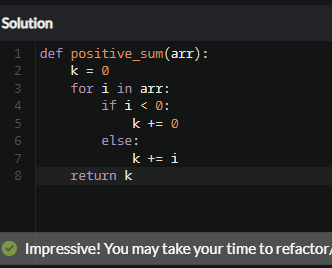 Solution
1 def positive_sum(arr):
2     k = 0
3     for i in arr:
4         if i < 0:
5             k += 0
6         else:
7             k += i
8     return k
Impressive! You may take your time to refactor/